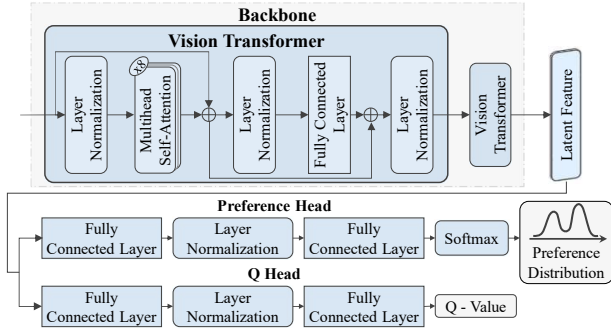 Backbone
Vision Transformer
Layer
Normalization
Multihead
Self-Attention
×8
Layer
Normalization
Fully Connected
Layer
Layer
Normalization
Vision
Transformer
Latent Feature
Preference Head
Fully
Connected Layer
Layer
Normalization
Fully
Connected Layer
Softmax
Preference
Distribution
Q Head
Fully
Connected Layer
Layer
Normalization
Fully
Connected Layer
Q - Value